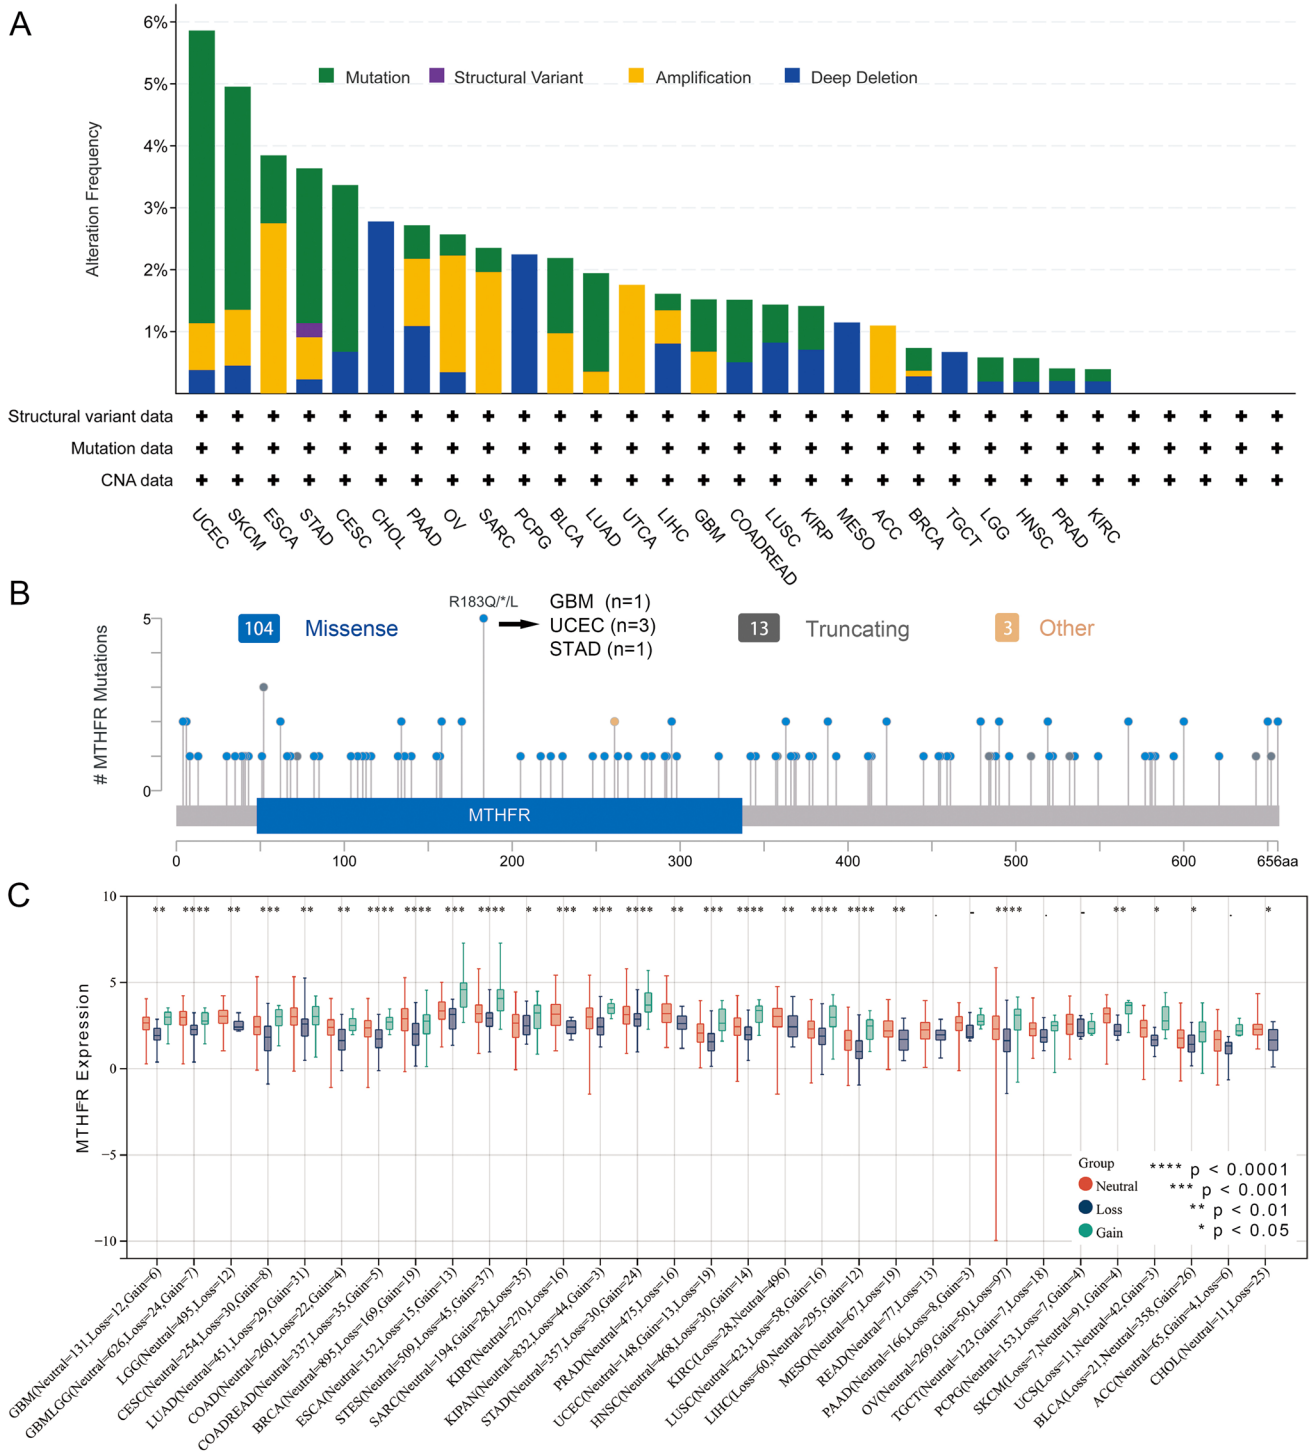 A
6%
5%
4%
3%
2%
1%
Alteration Frequency
Mutation
Structural Variant
Amplification
Deep Deletion
Structural variant data
Mutation data
CNA data
UCEC
SKCM
ESCA
STAD
CESC
CHOL
PAAD
OV
SARC
PCPG
BLCA
LUAD
UTCA
LIHC
GBM
COADREAD
LUSC
KIRP
MESO
ACC
BRCA
TGCT
LGG
HNSC
PRAD
KIRC
B
# MTHFR Mutations
5
0
104 Missense
R183Q/*/L
GBM (n=1)
UCEC (n=3)
STAD (n=1)
13 Truncating
3 Other
MTHFR
0 100 200 300 400 500 600 656aa
C
MTHFR Expression
10
5
0
−5
−10
** **** ** *** ** ** **** **** *** **** * *** *** **** ** *** **** ** **** **** ** . - **** . - ** * * . *
Group
Neutral
Loss
Gain
**** p < 0.0001
*** p < 0.001
** p < 0.01
* p < 0.05
GBM(Neutral=131,Loss=12,Gain=6)
GBMLGG(Neutral=626,Loss=24,Gain=7)
LGG(Neutral=495,Loss=12)
CESC(Neutral=254,Loss=30,Gain=8)
LUAD(Neutral=451,Loss=29,Gain=31)
COAD(Neutral=260,Loss=22,Gain=4)
COADREAD(Neutral=337,Loss=35,Gain=5)
BRCA(Neutral=895,Loss=169,Gain=19)
ESCA(Neutral=152,Loss=15,Gain=13)
STES(Neutral=509,Loss=45,Gain=37)
SARC(Neutral=194,Gain=28,Loss=35)
KIRP(Neutral=270,Loss=16)
KIPAN(Neutral=832,Loss=44,Gain=3)
STAD(Neutral=357,Loss=30,Gain=24)
PRAD(Neutral=475,Loss=16)
UCEC(Neutral=148,Gain=13,Loss=19)
HNSC(Neutral=468,Loss=30,Gain=14)
KIRC(Loss=28,Neutral=496)
LUSC(Neutral=423,Loss=58,Gain=16)
LIHC(Loss=60,Neutral=295,Gain=12)
MESO(Neutral=67,Loss=19)
READ(Neutral=77,Loss=13)
PAAD(Neutral=166,Loss=8,Gain=3)
OV(Neutral=269,Gain=50,Loss=97)
TGCT(Neutral=123,Gain=7,Loss=18)
PCPG(Neutral=153,Loss=7,Gain=4)
SKCM(Loss=7,Neutral=91,Gain=4)
UCS(Loss=11,Neutral=42,Gain=3)
BLCA(Loss=21,Neutral=358,Gain=26)
ACC(Neutral=65,Gain=4,Loss=6)
CHOL(Neutral=11,Loss=25)